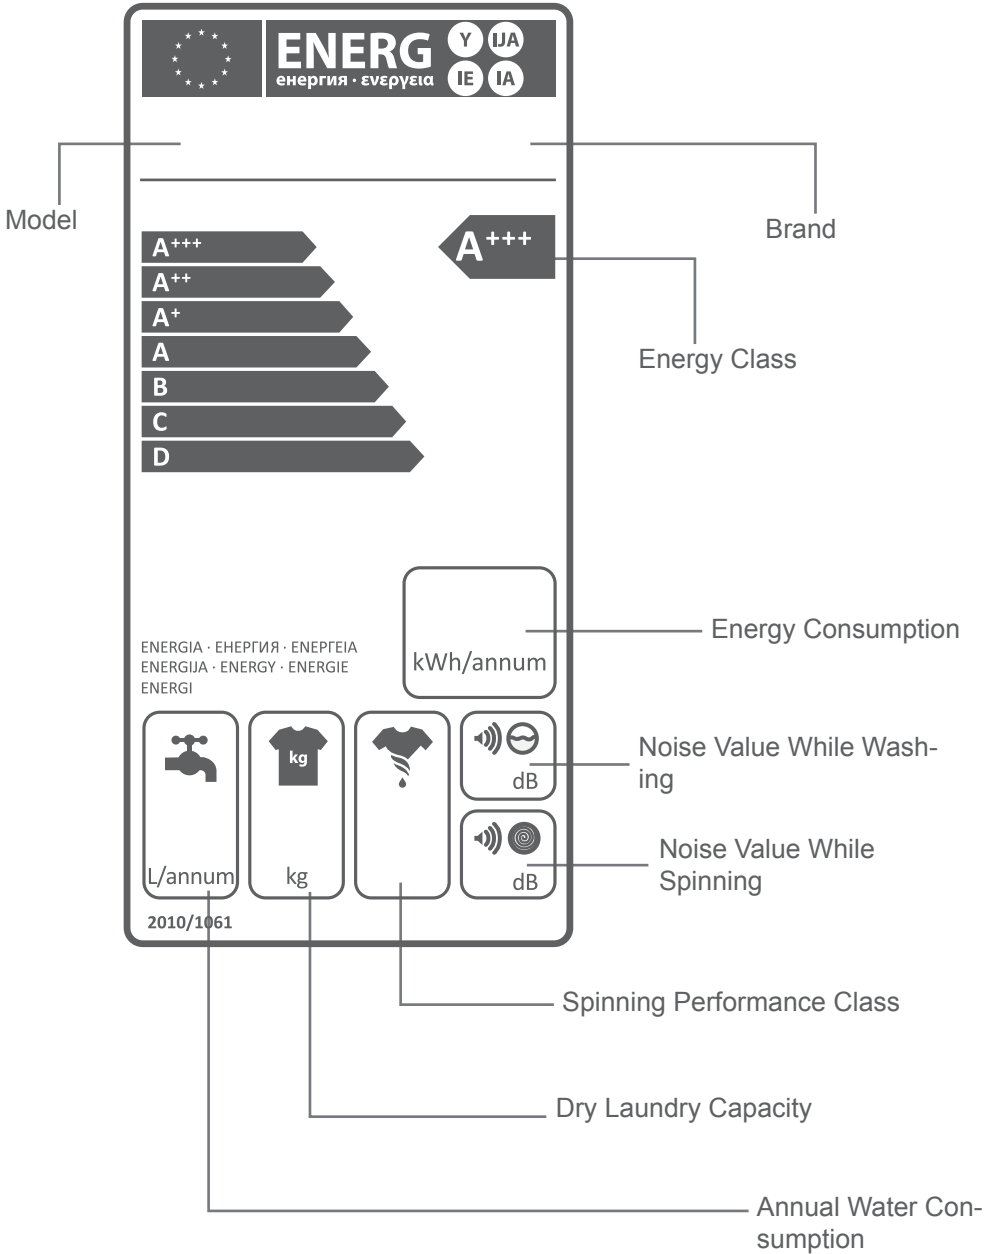 ENERG Y IJA
енергия · ενεργεια IE IA
Model
Brand
A+++
A+++
A++
A+
A
B
C
D
Energy Class
Energy Consumption
kWh/annum
ENERGIA · ЕНЕРГИЯ · ΕΝΕΡΓΕΙΑ
ENERGIJA · ENERGY · ENERGIE
ENERGI
kg
Noise Value While Wash-
ing
dB
Noise Value While
Spinning
L/annum
kg
dB
2010/1061
Spinning Performance Class
Dry Laundry Capacity
Annual Water Con-
sumption